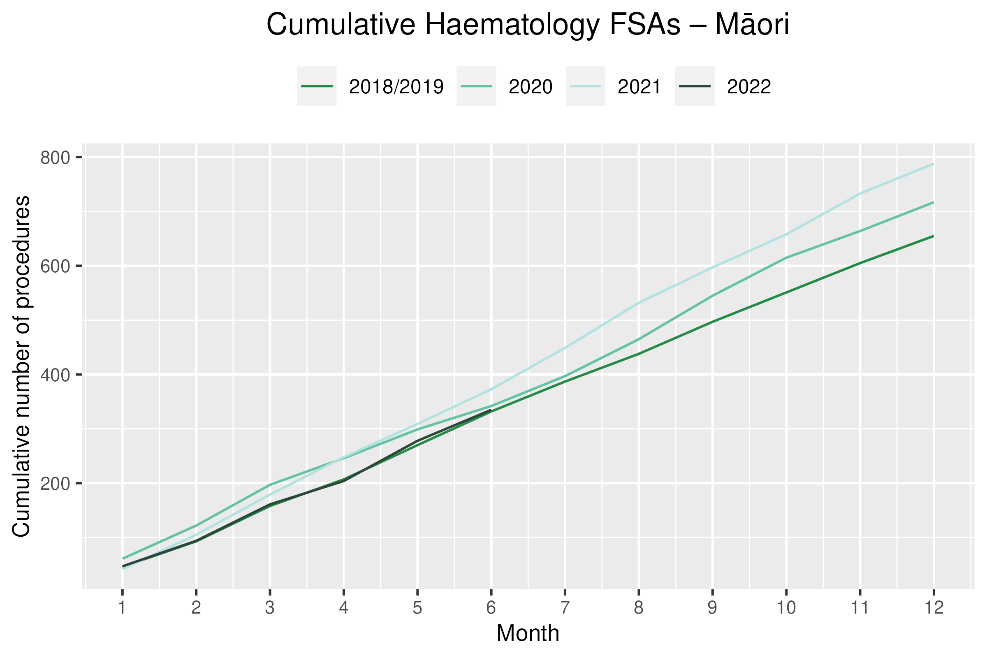 Cumulative Haematology FSAs – Māori
2018/2019 2020 2021 2022
Cumulative number of procedures
800
600
400
200
1 2 3 4 5 6 7 8 9 10 11 12
Month